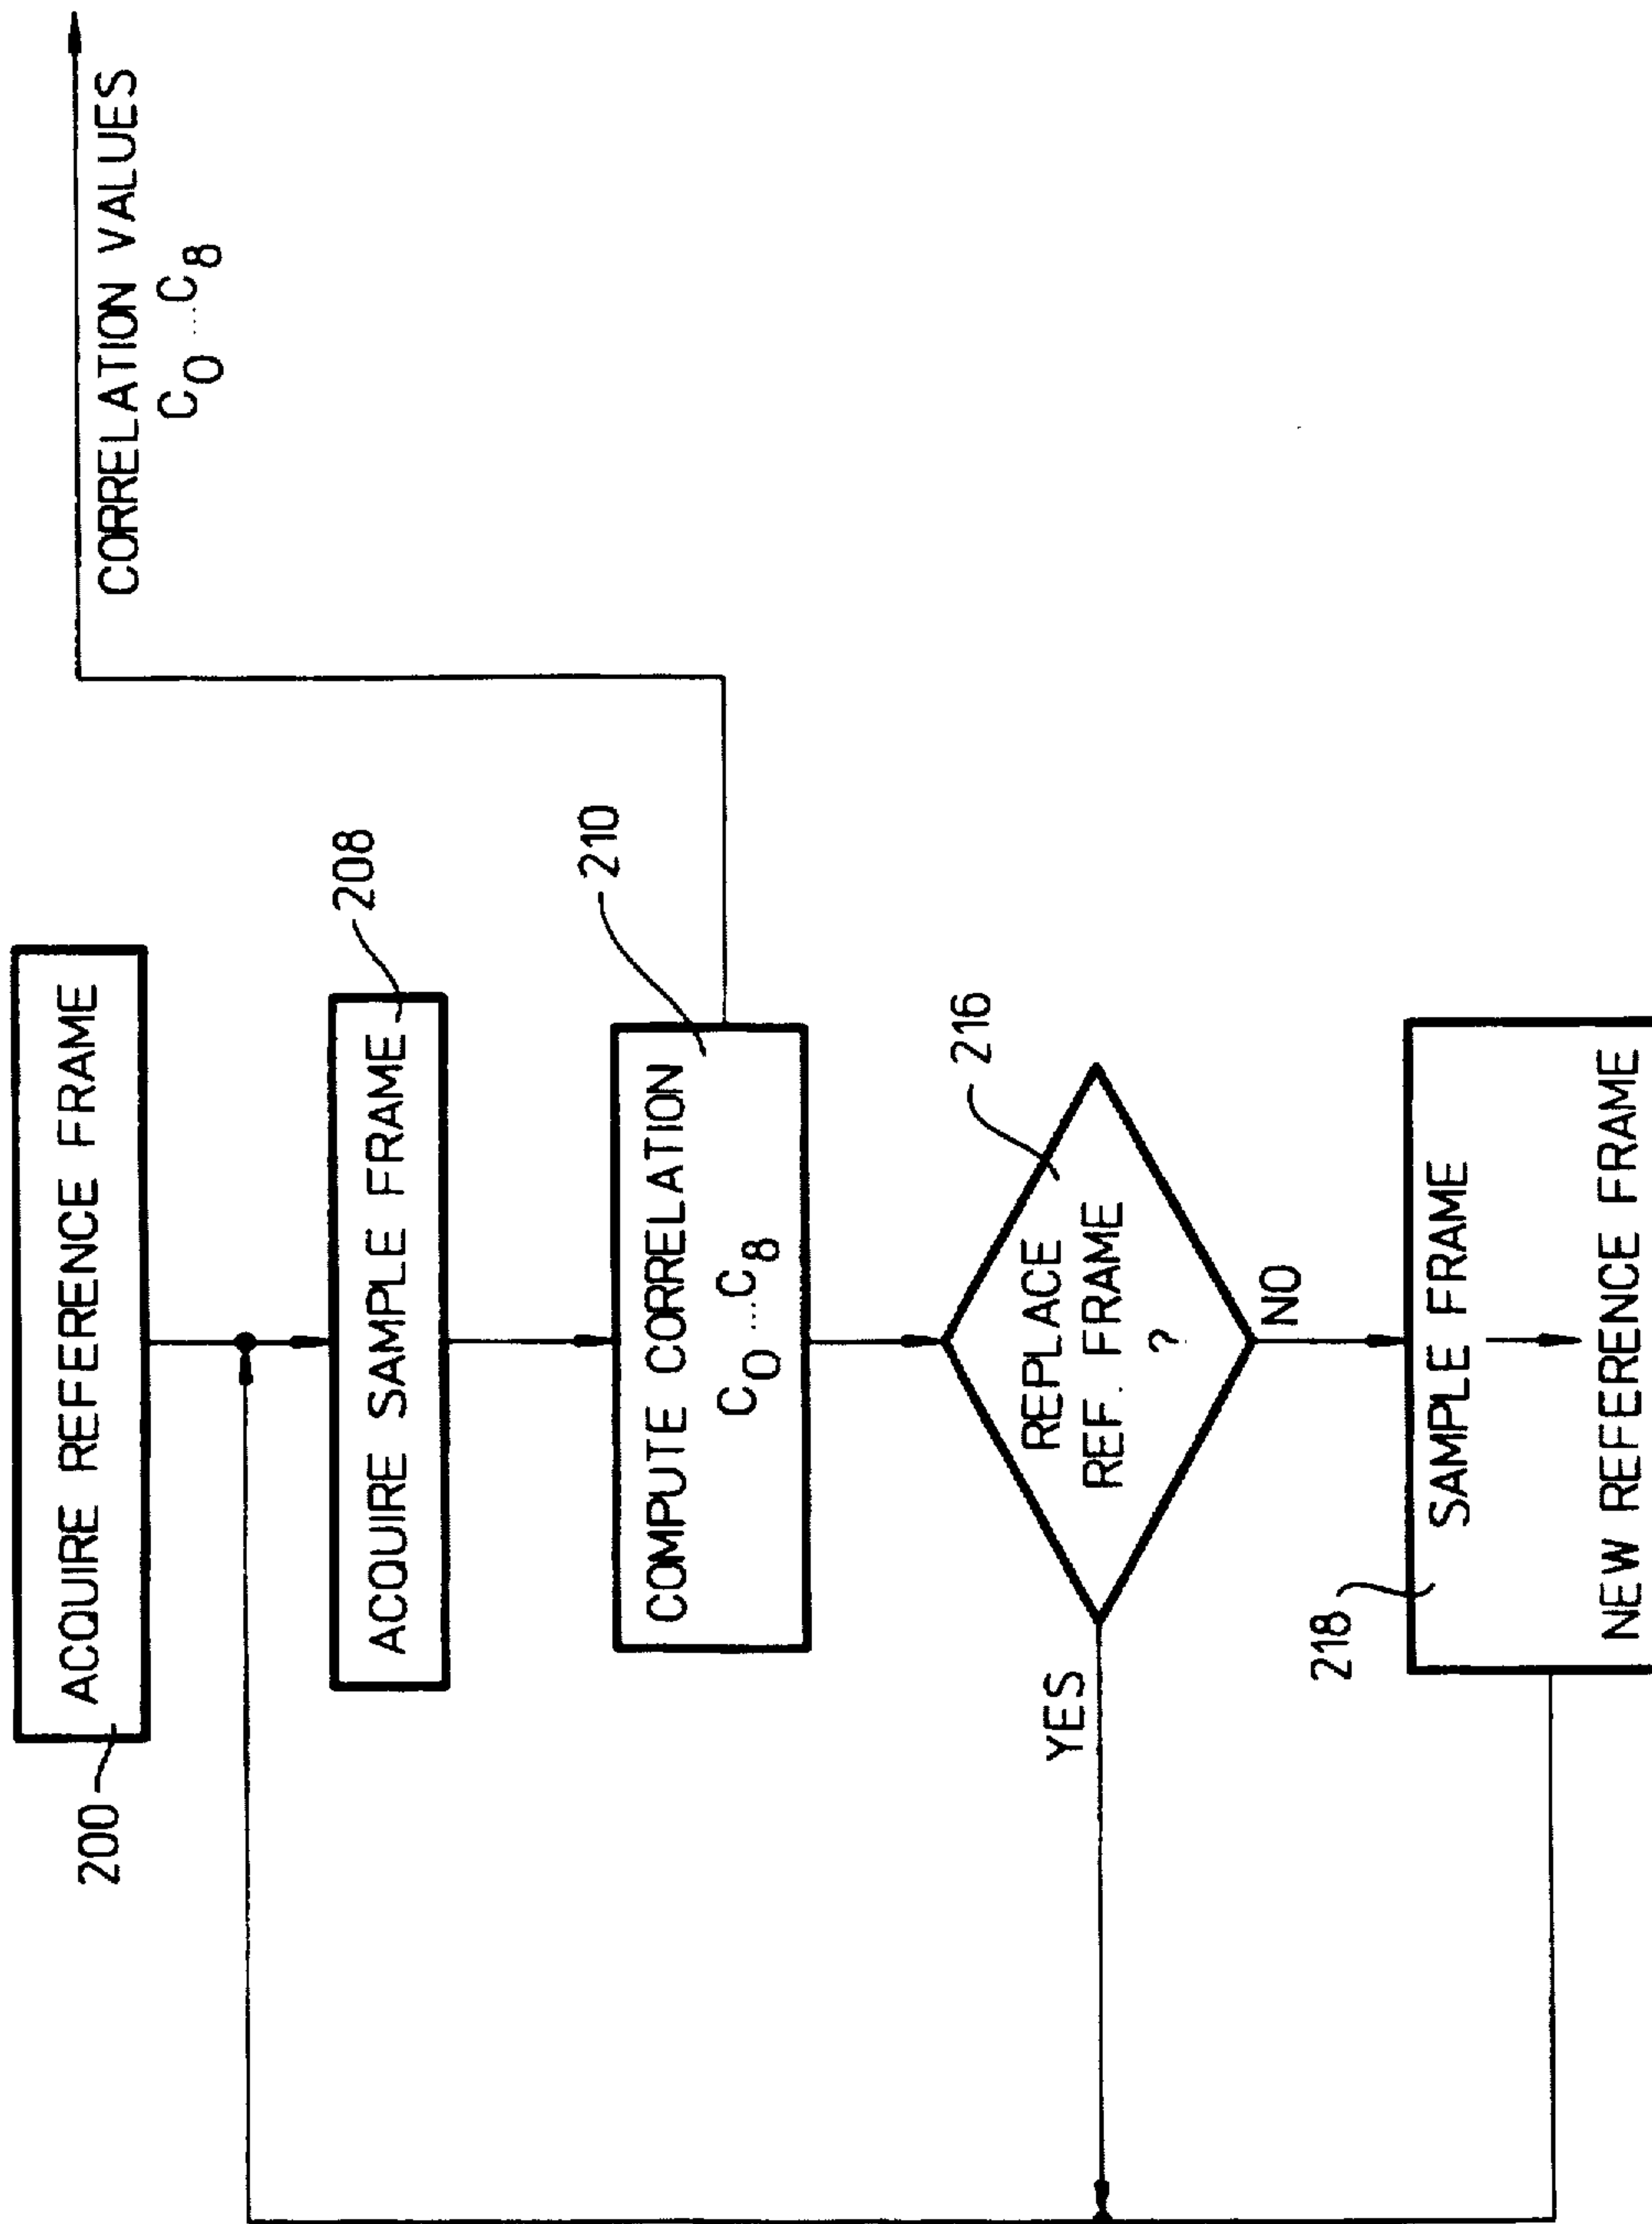 200
ACQUIRE REFERENCE FRAME
ACQUIRE SAMPLE FRAME
208
COMPUTE CORRELATION
C0 ... C8
210
CORRELATION VALUES
C0 ... C8
REPLACE
REF. FRAME
?
216
YES
NO
218
SAMPLE FRAME
NEW REFERENCE FRAME